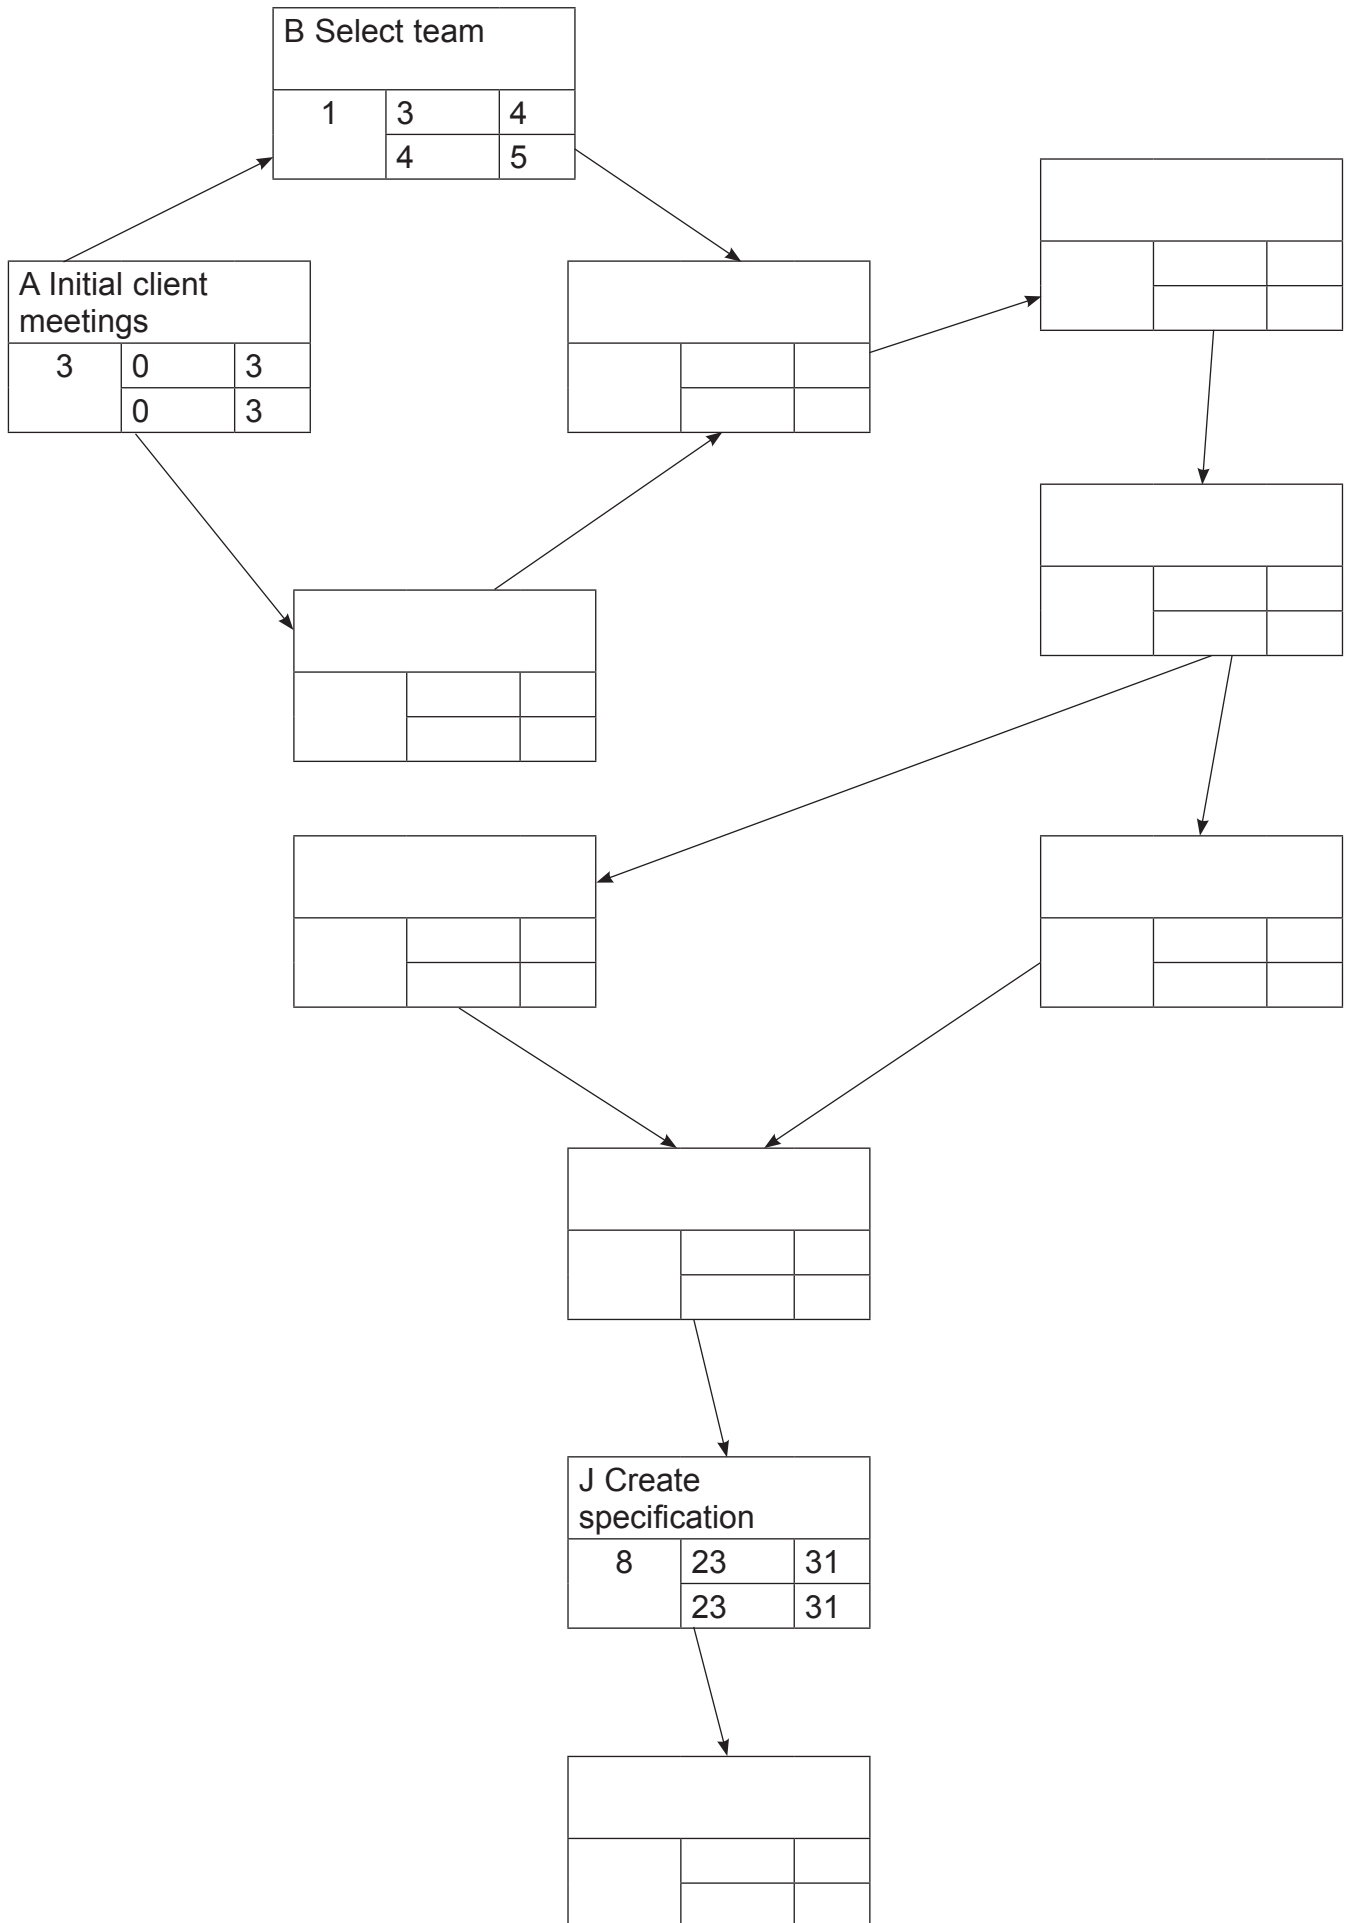 B Select team
1 3 4
4 5
A Initial client
meetings
3 0 3
0 3
J Create
specification
8 23 31
23 31